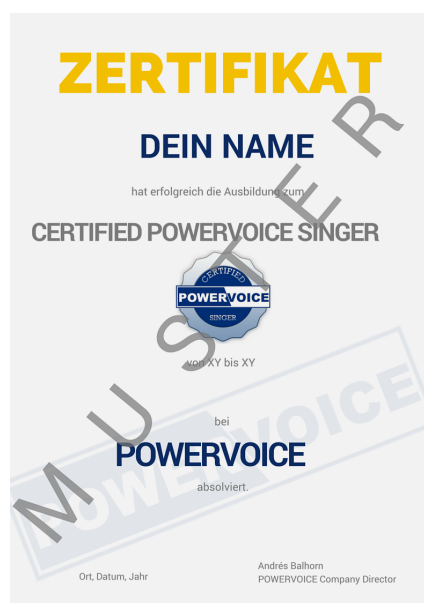 ZERTIFIKAT
DEIN NAME
hat erfolgreich die Ausbildung zum
CERTIFIED POWERVOICE SINGER
CERTIFIED
POWERVOICE
SINGER
von XY bis XY
bei
POWERVOICE
absolviert.
Ort, Datum, Jahr
Andrés Balhorn
POWERVOICE Company Director
MUSTER
POWERVOICE